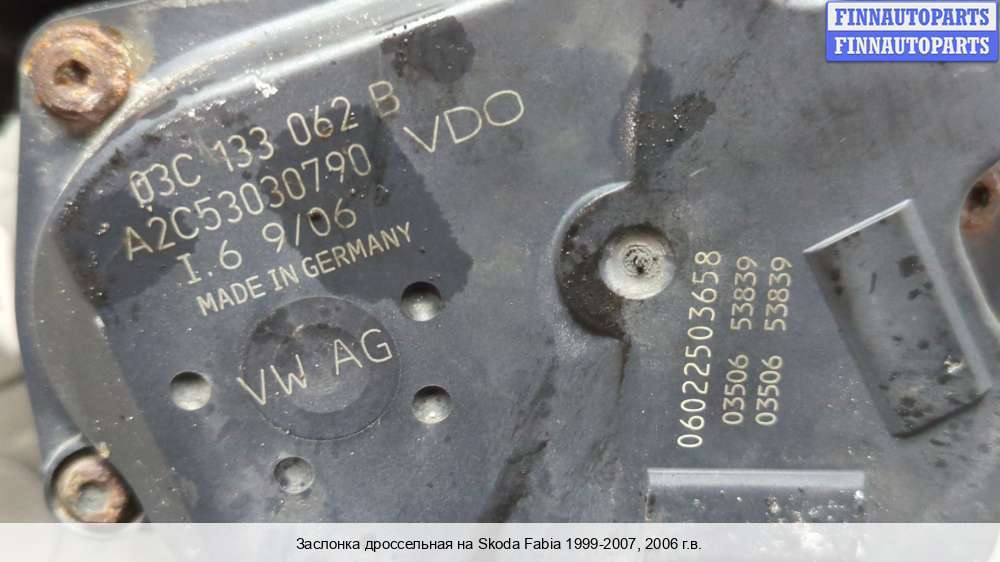 FINNAUTOPARTS
FINNAUTOPARTS
03C 133 062 B
VDO
A2C53030790
I.6 9/06
MADE IN GERMANY
VW AG
06022503658
03506 53839
03506 53839
Заслонка дроссельная на Skoda Fabia 1999-2007, 2006 г.в.